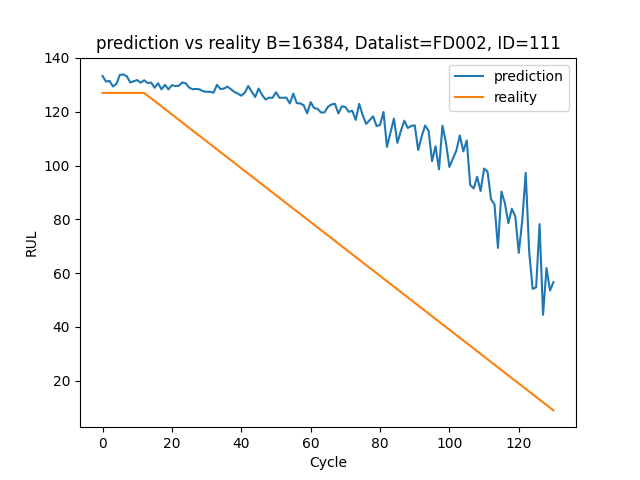 prediction vs reality B=16384, Datalist=FD002, ID=111
prediction
reality
RUL
140
120
100
80
60
40
20
0 20 40 60 80 100 120
Cycle